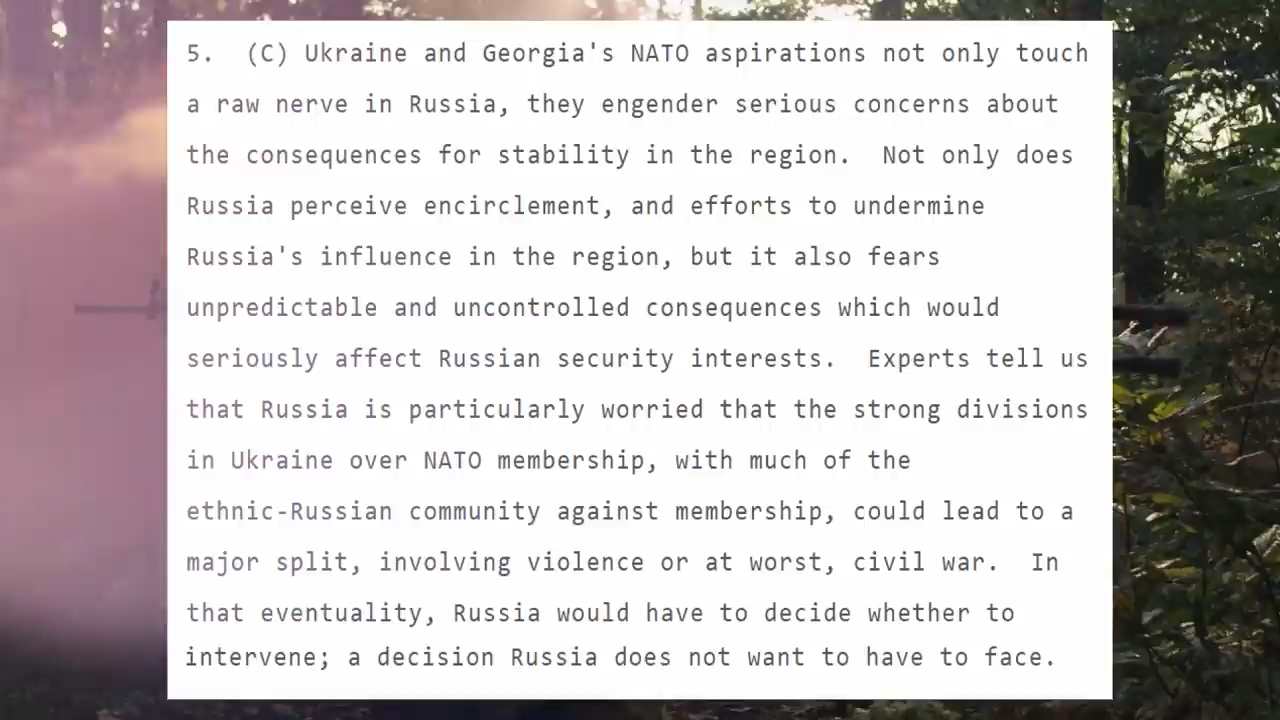 5.  (C) Ukraine and Georgia's NATO aspirations not only touch
a raw nerve in Russia, they engender serious concerns about
the consequences for stability in the region.  Not only does
Russia perceive encirclement, and efforts to undermine
Russia's influence in the region, but it also fears
unpredictable and uncontrolled consequences which would
seriously affect Russian security interests.  Experts tell us
that Russia is particularly worried that the strong divisions
in Ukraine over NATO membership, with much of the
ethnic-Russian community against membership, could lead to a
major split, involving violence or at worst, civil war.  In
that eventuality, Russia would have to decide whether to
intervene; a decision Russia does not want to have to face.